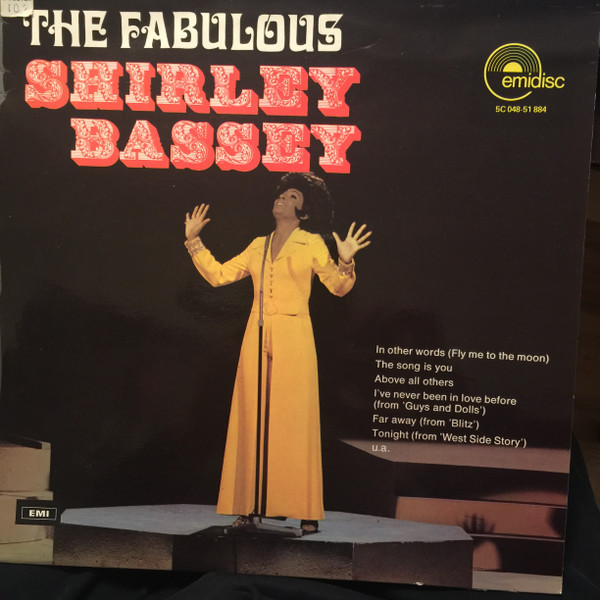 THE FABULOUS
SHIRLEY
BASSEY
emidisc
5C 048-51 884
In other words (Fly me to the moon)
The song is you
Above all others
I've never been in love before
(from 'Guys and Dolls')
Far away (from 'Blitz')
Tonight (from 'West Side Story')
u.a.
EMI